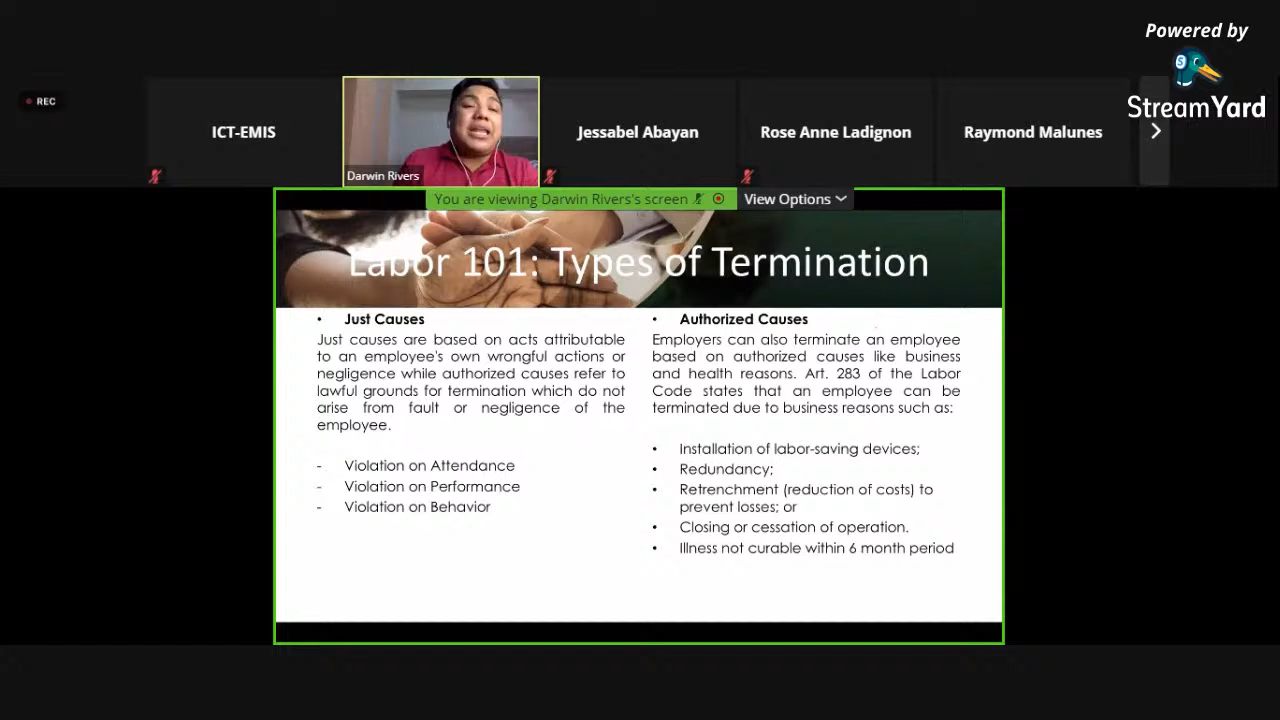 Powered by
StreamYard
REC
ICT-EMIS
Darwin Rivers
Jessabel Abayan
Rose Anne Ladignon
Raymond Malunes
You are viewing Darwin Rivers's screen
View Options
Labor 101: Types of Termination
• Just Causes
Just causes are based on acts attributable
to an employee's own wrongful actions or
negligence while authorized causes refer to
lawful grounds for termination which do not
arise from fault or negligence of the
employee.
- Violation on Attendance
- Violation on Performance
- Violation on Behavior
• Authorized Causes
Employers can also terminate an employee
based on authorized causes like business
and health reasons. Art. 283 of the Labor
Code states that an employee can be
terminated due to business reasons such as:
• Installation of labor-saving devices;
• Redundancy;
• Retrenchment (reduction of costs) to
prevent losses; or
• Closing or cessation of operation.
• Illness not curable within 6 month period